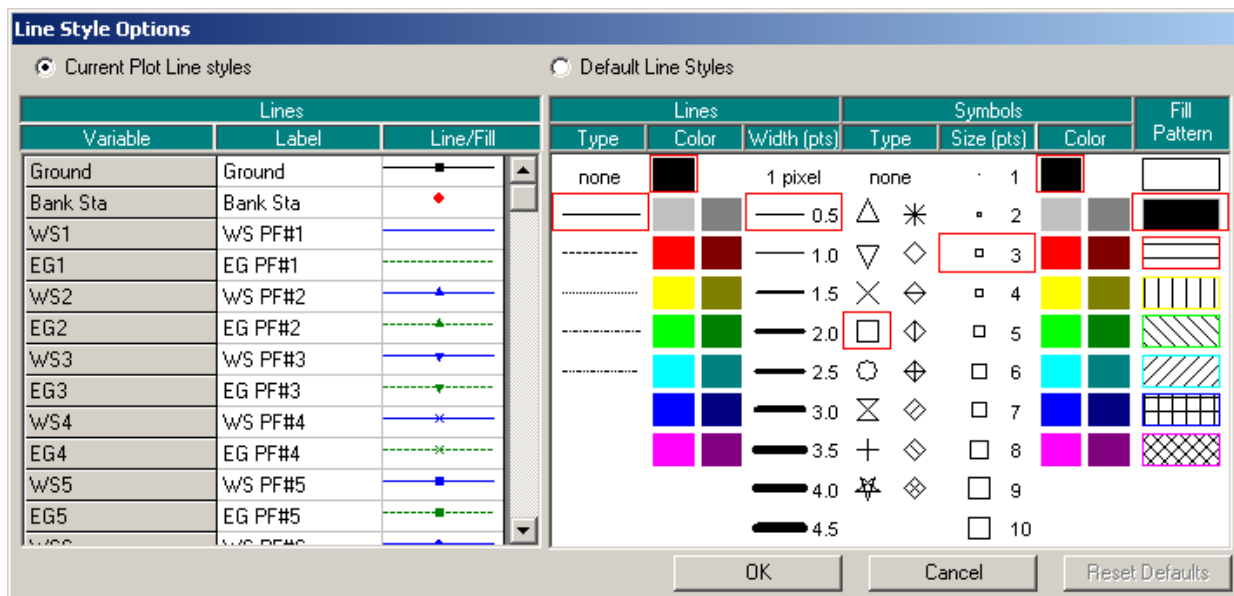 Line Style Options
Current Plot Line styles
Default Line Styles
Lines
Variable Label Line/Fill
Ground Ground
Bank Sta Bank Sta
WS1 WS PF#1
EG1 EG PF#1
WS2 WS PF#2
EG2 EG PF#2
WS3 WS PF#3
EG3 EG PF#3
WS4 WS PF#4
EG4 EG PF#4
WS5 WS PF#5
EG5 EG PF#5
Lines Symbols Fill Pattern
Type Color Width (pts) Type Size (pts) Color
none 1 pixel none 1
0.5 2
1.0 3
1.5 4
2.0 5
2.5 6
3.0 7
3.5 8
4.0 9
4.5 10
OK Cancel Reset Defaults